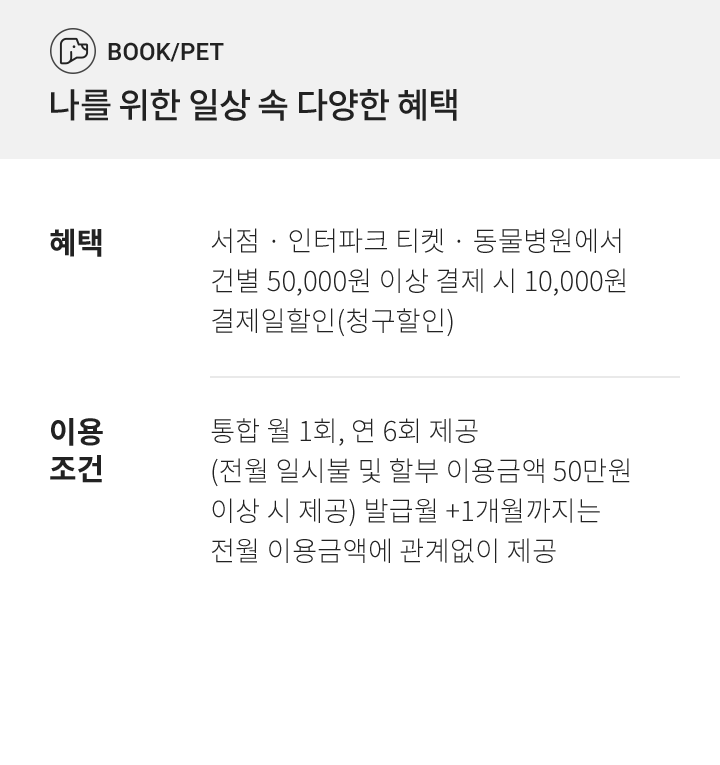 BOOK/PET
나를 위한 일상 속 다양한 혜택
혜택
서점 · 인터파크 티켓 · 동물병원에서
건별 50,000원 이상 결제 시 10,000원
결제일할인(청구할인)
이용
조건
통합 월 1회, 연 6회 제공
(전월 일시불 및 할부 이용금액 50만원
이상 시 제공) 발급월 +1개월까지는
전월 이용금액에 관계없이 제공